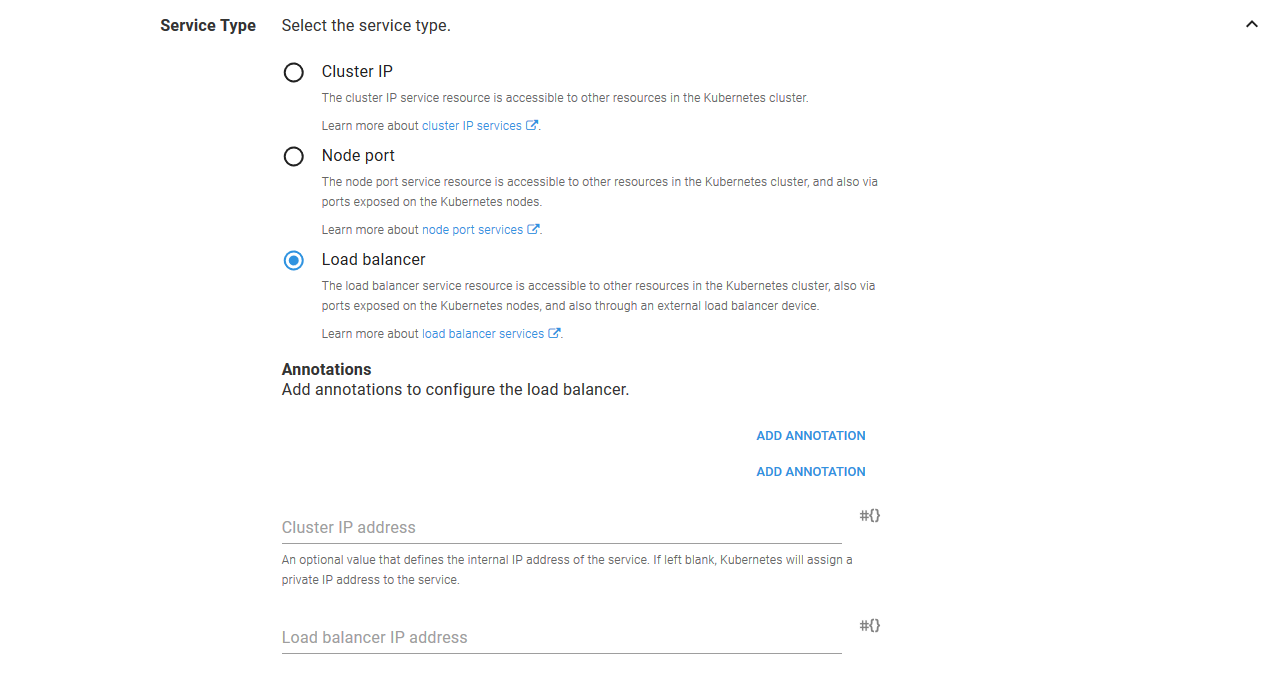 Service Type Select the service type.
Cluster IP
The cluster IP service resource is accessible to other resources in the Kubernetes cluster.
Learn more about cluster IP services.
Node port
The node port service resource is accessible to other resources in the Kubernetes cluster, and also via
ports exposed on the Kubernetes nodes.
Learn more about node port services.
Load balancer
The load balancer service resource is accessible to other resources in the Kubernetes cluster, also via
ports exposed on the Kubernetes nodes, and also through an external load balancer device.
Learn more about load balancer services.
Annotations
Add annotations to configure the load balancer.
ADD ANNOTATION
ADD ANNOTATION
Cluster IP address #{}
An optional value that defines the internal IP address of the service. If left blank, Kubernetes will assign a
private IP address to the service.
Load balancer IP address #{}